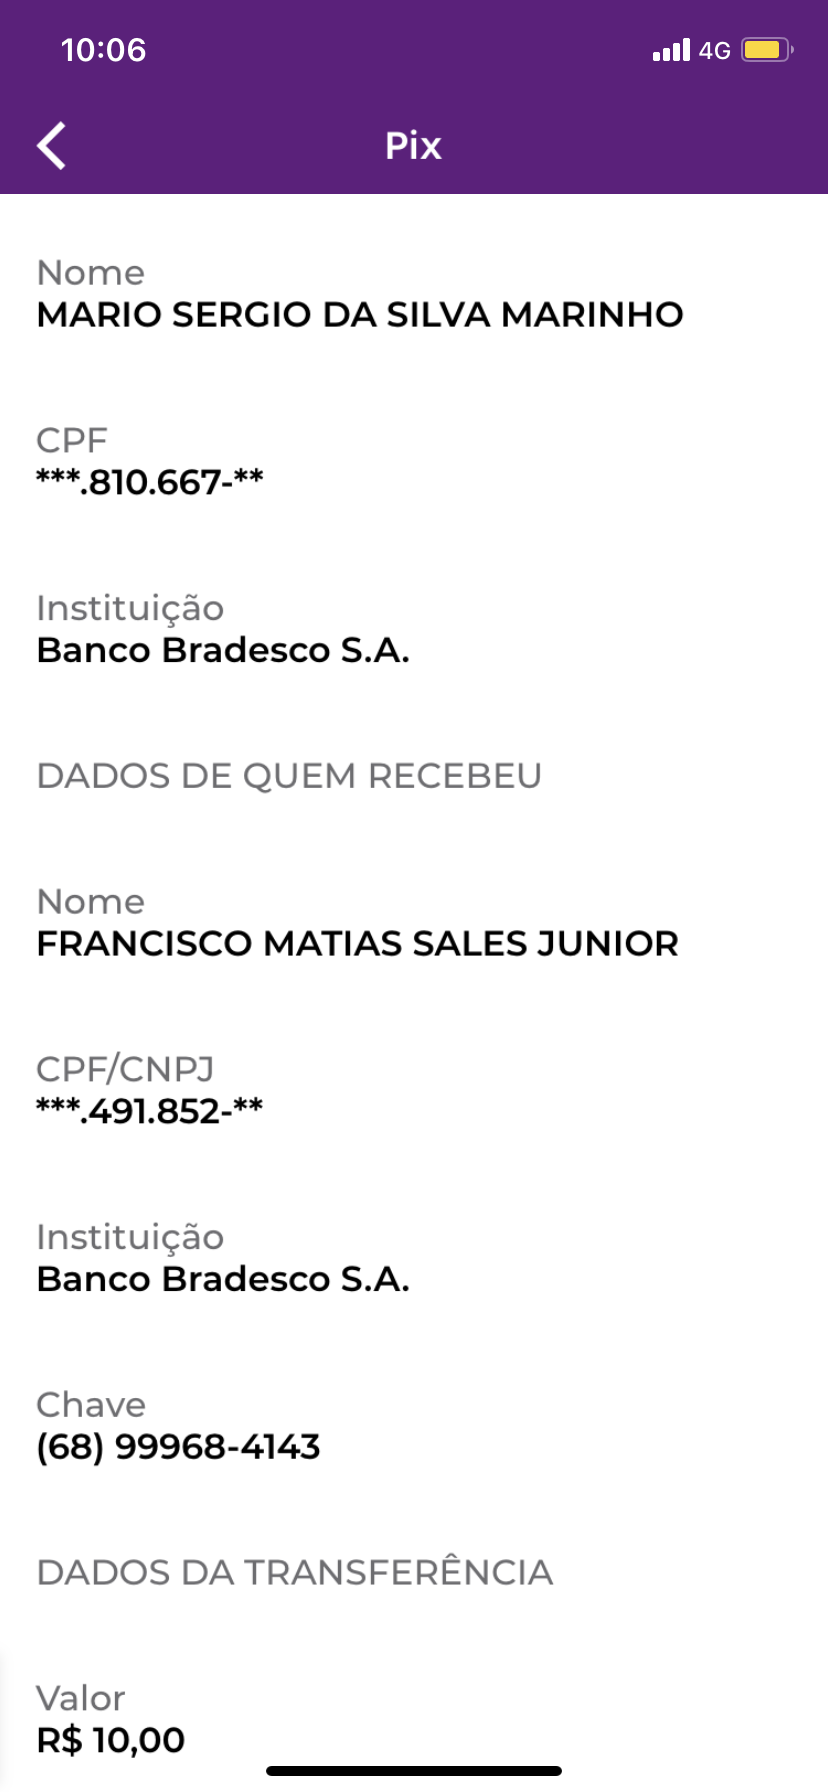 10:06
4G
Pix
Nome
MARIO SERGIO DA SILVA MARINHO
CPF
***.810.667-**
Instituição
Banco Bradesco S.A.
DADOS DE QUEM RECEBEU
Nome
FRANCISCO MATIAS SALES JUNIOR
CPF/CNPJ
***.491.852-**
Instituição
Banco Bradesco S.A.
Chave
(68) 99968-4143
DADOS DA TRANSFERÊNCIA
Valor
R$ 10,00